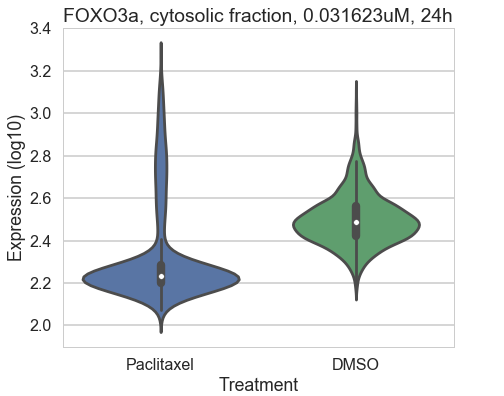 FOXO3a, cytosolic fraction, 0.031623uM, 24h
3.4
3.2
3.0
2.8
2.6
2.4
2.2
2.0
Expression (log10)
Paclitaxel DMSO
Treatment